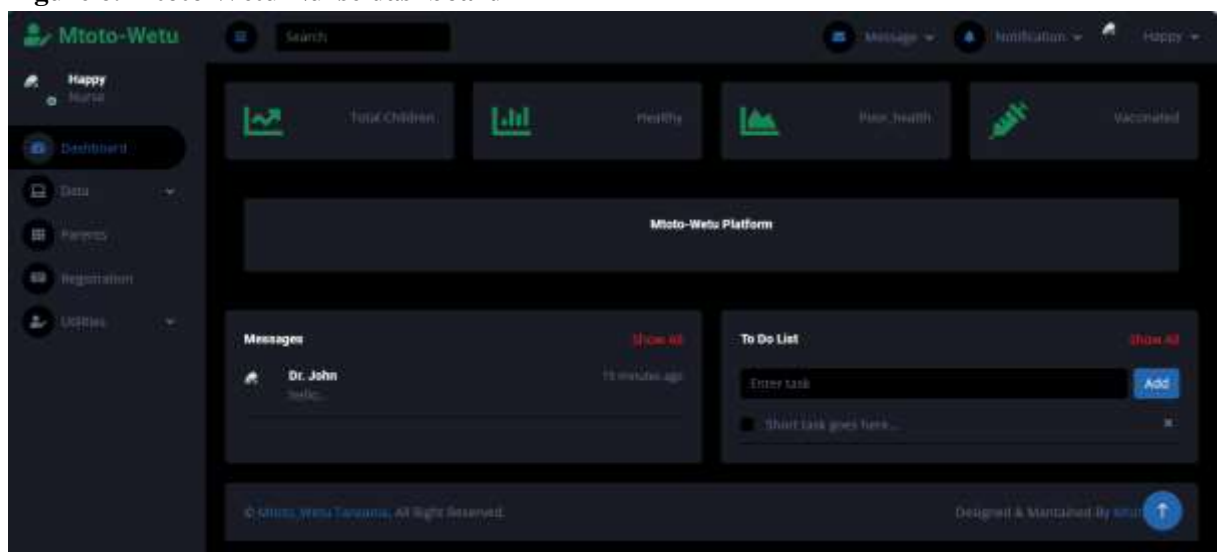 Mtoto-Wetu
Search
Message
Notification
Happy
Happy
Nurse
Total Children
Healthy
Poor_health
Vaccinated
Dashboard
Data
Parents
Registration
Utilities
Mtoto-Wetu Platform
Messages
Show All
Dr. John
hello..
15 minutes ago
To Do List
Show All
Enter task
Add
Short task goes here...
© Mtoto_Wetu Tanzania, All Right Reserved.
Designed & Maintained By